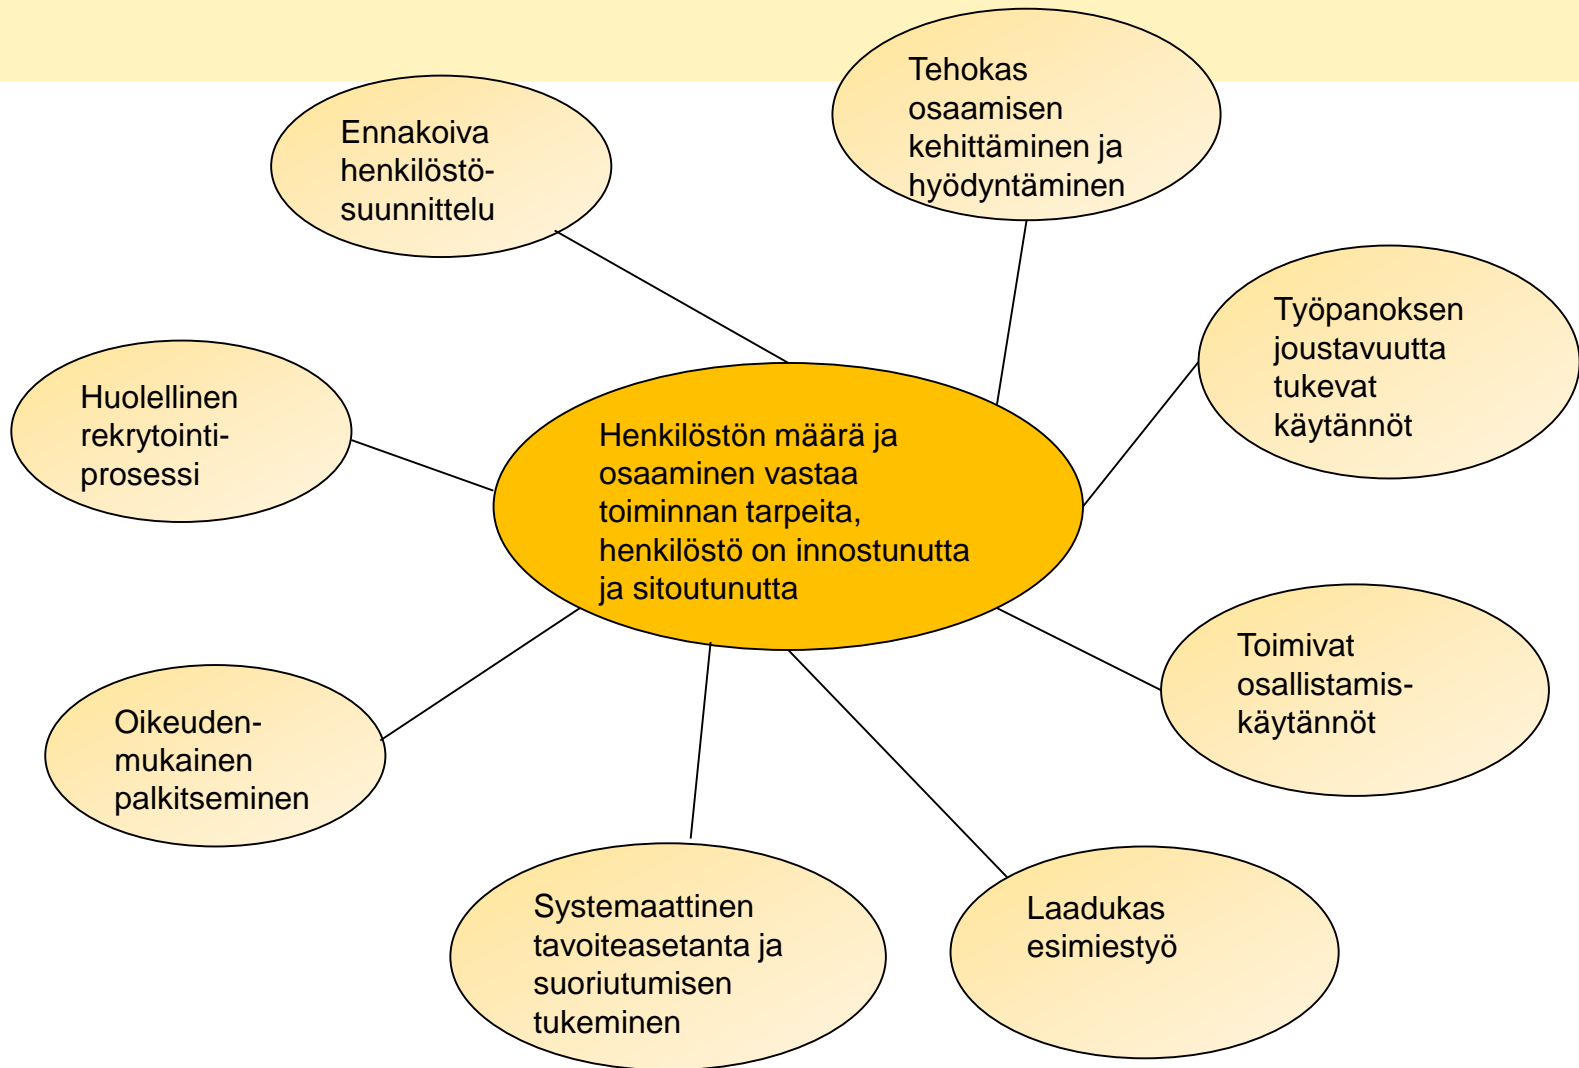 Tehokas
osaamisen
kehittäminen ja
hyödyntäminen
Ennakoiva
henkilöstö-
suunnittelu
Työpanoksen
joustavuutta
tukevat
käytännöt
Huolellinen
rekrytointi-
prosessi
Henkilöstön määrä ja
osaaminen vastaa
toiminnan tarpeita,
henkilöstö on innostunutta
ja sitoutunutta
Toimivat
osallistamis-
käytännöt
Oikeuden-
mukainen
palkitseminen
Systemaattinen
tavoiteasetanta ja
suoriutumisen
tukeminen
Laadukas
esimiestyö